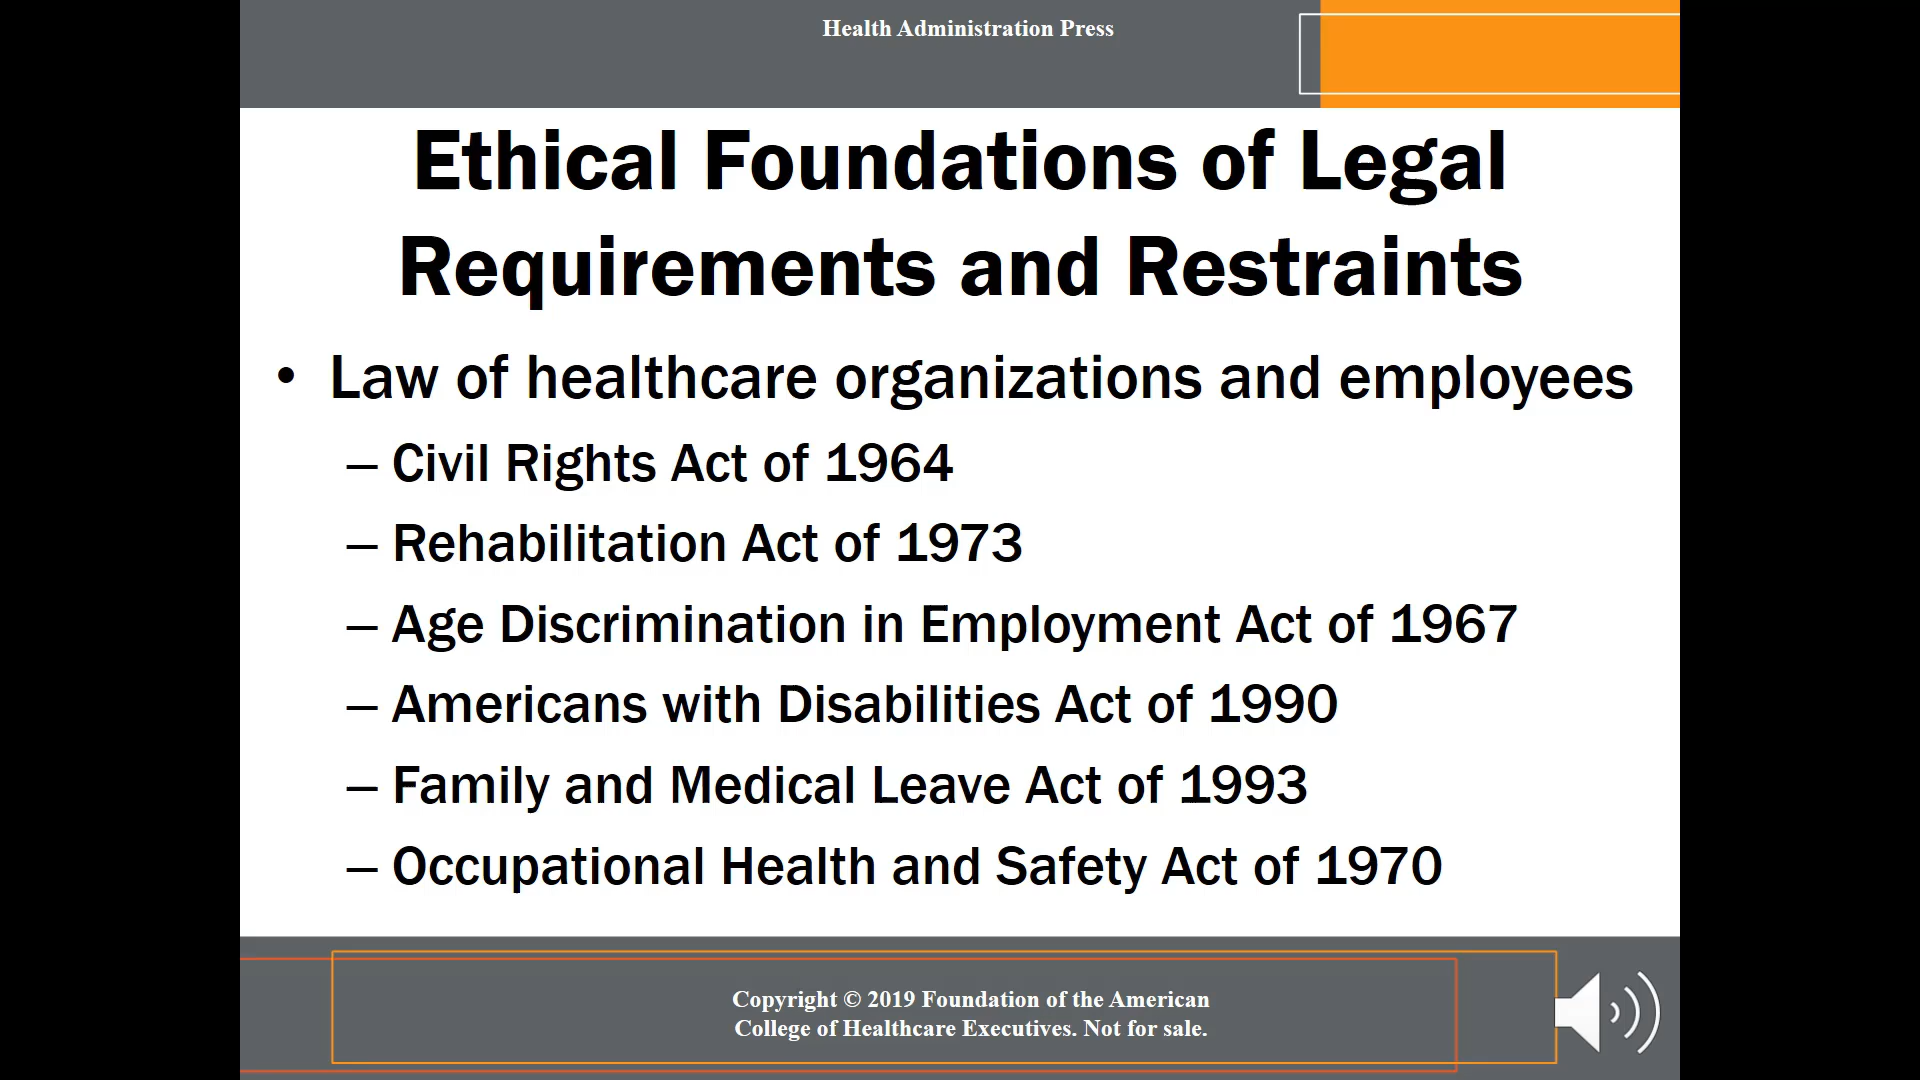 Health Administration Press
Ethical Foundations of Legal
Requirements and Restraints
• Law of healthcare organizations and employees
– Civil Rights Act of 1964
– Rehabilitation Act of 1973
– Age Discrimination in Employment Act of 1967
– Americans with Disabilities Act of 1990
– Family and Medical Leave Act of 1993
– Occupational Health and Safety Act of 1970
Copyright © 2019 Foundation of the American
College of Healthcare Executives. Not for sale.